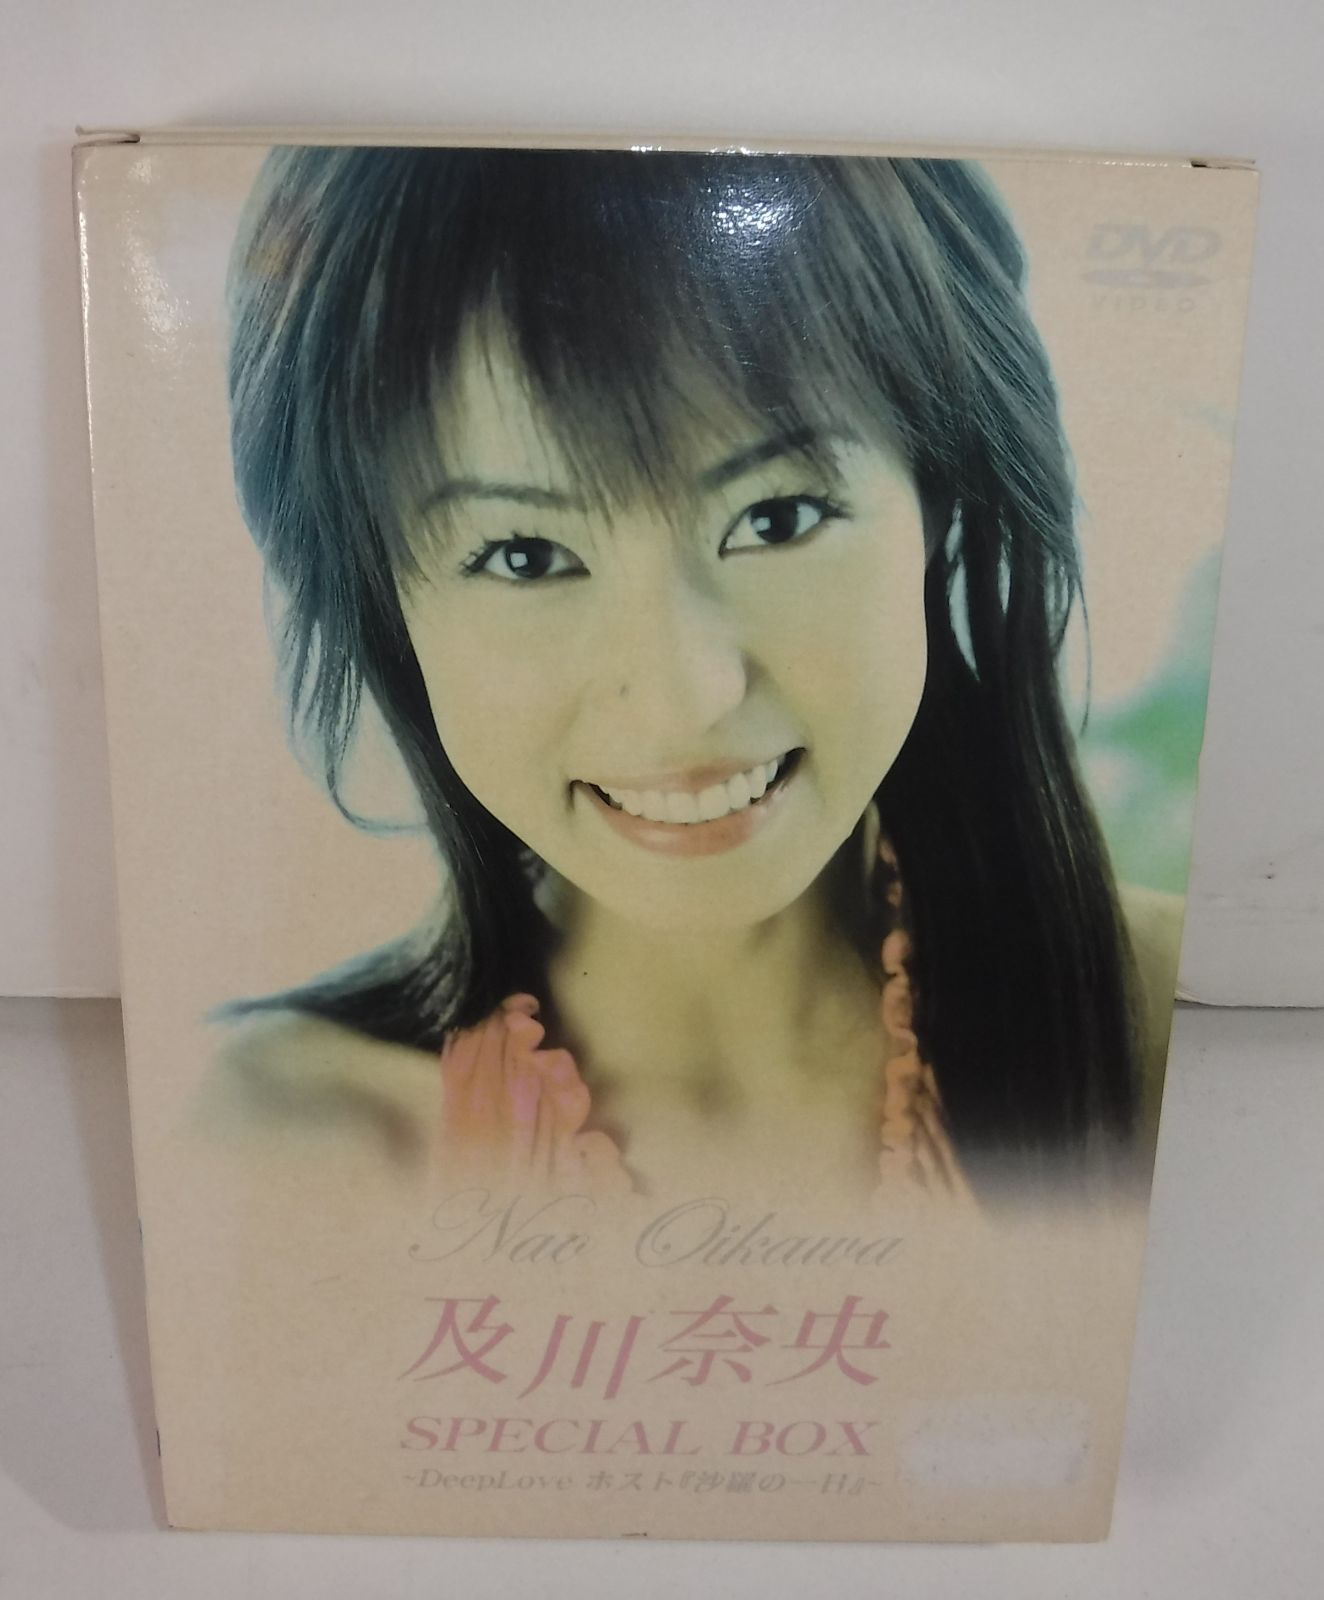 DVD
VIDEO
Nao Oikawa
及川奈央
SPECIAL BOX
~DeepLove ホスト『沙羅の一日』~